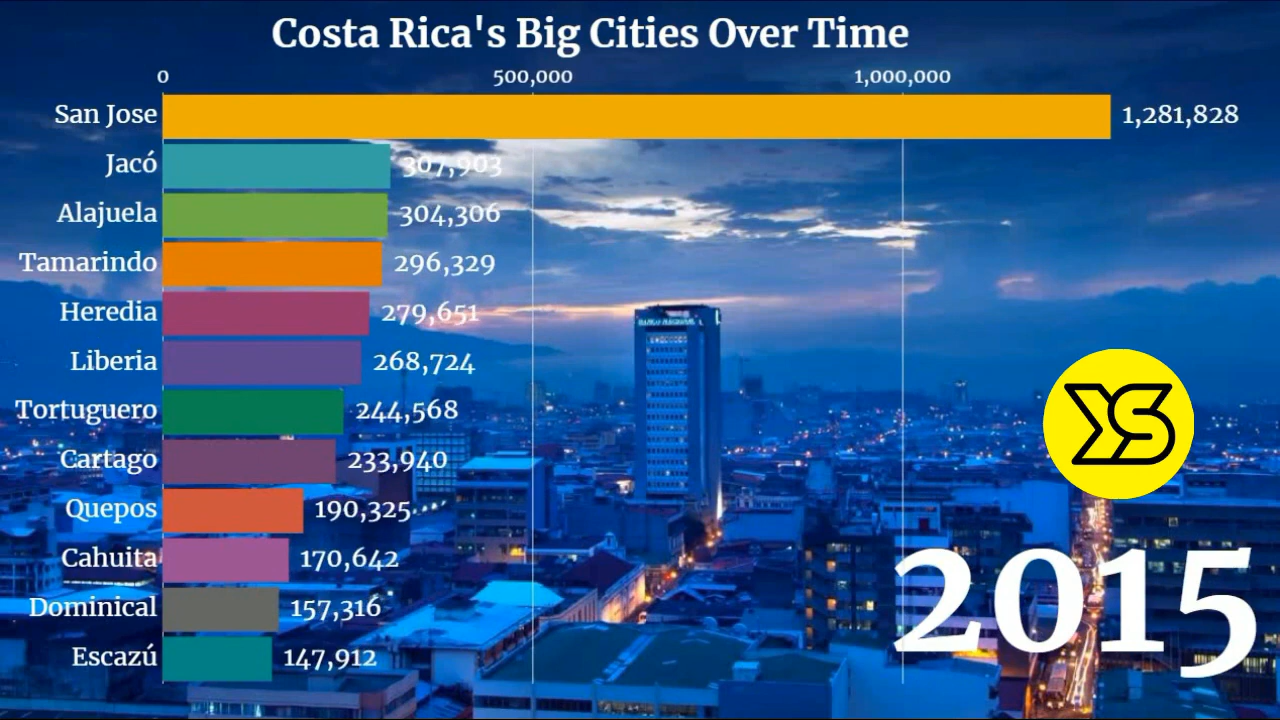 Costa Rica's Big Cities Over Time
0 500,000 1,000,000
San Jose 1,281,828
Jacó 307,903
Alajuela 304,306
Tamarindo 296,329
Heredia 279,651
Liberia 268,724
Tortuguero 244,568
Cartago 233,940
Quepos 190,325
Cahuita 170,642
Dominical 157,316
Escazú 147,912
YS
2015